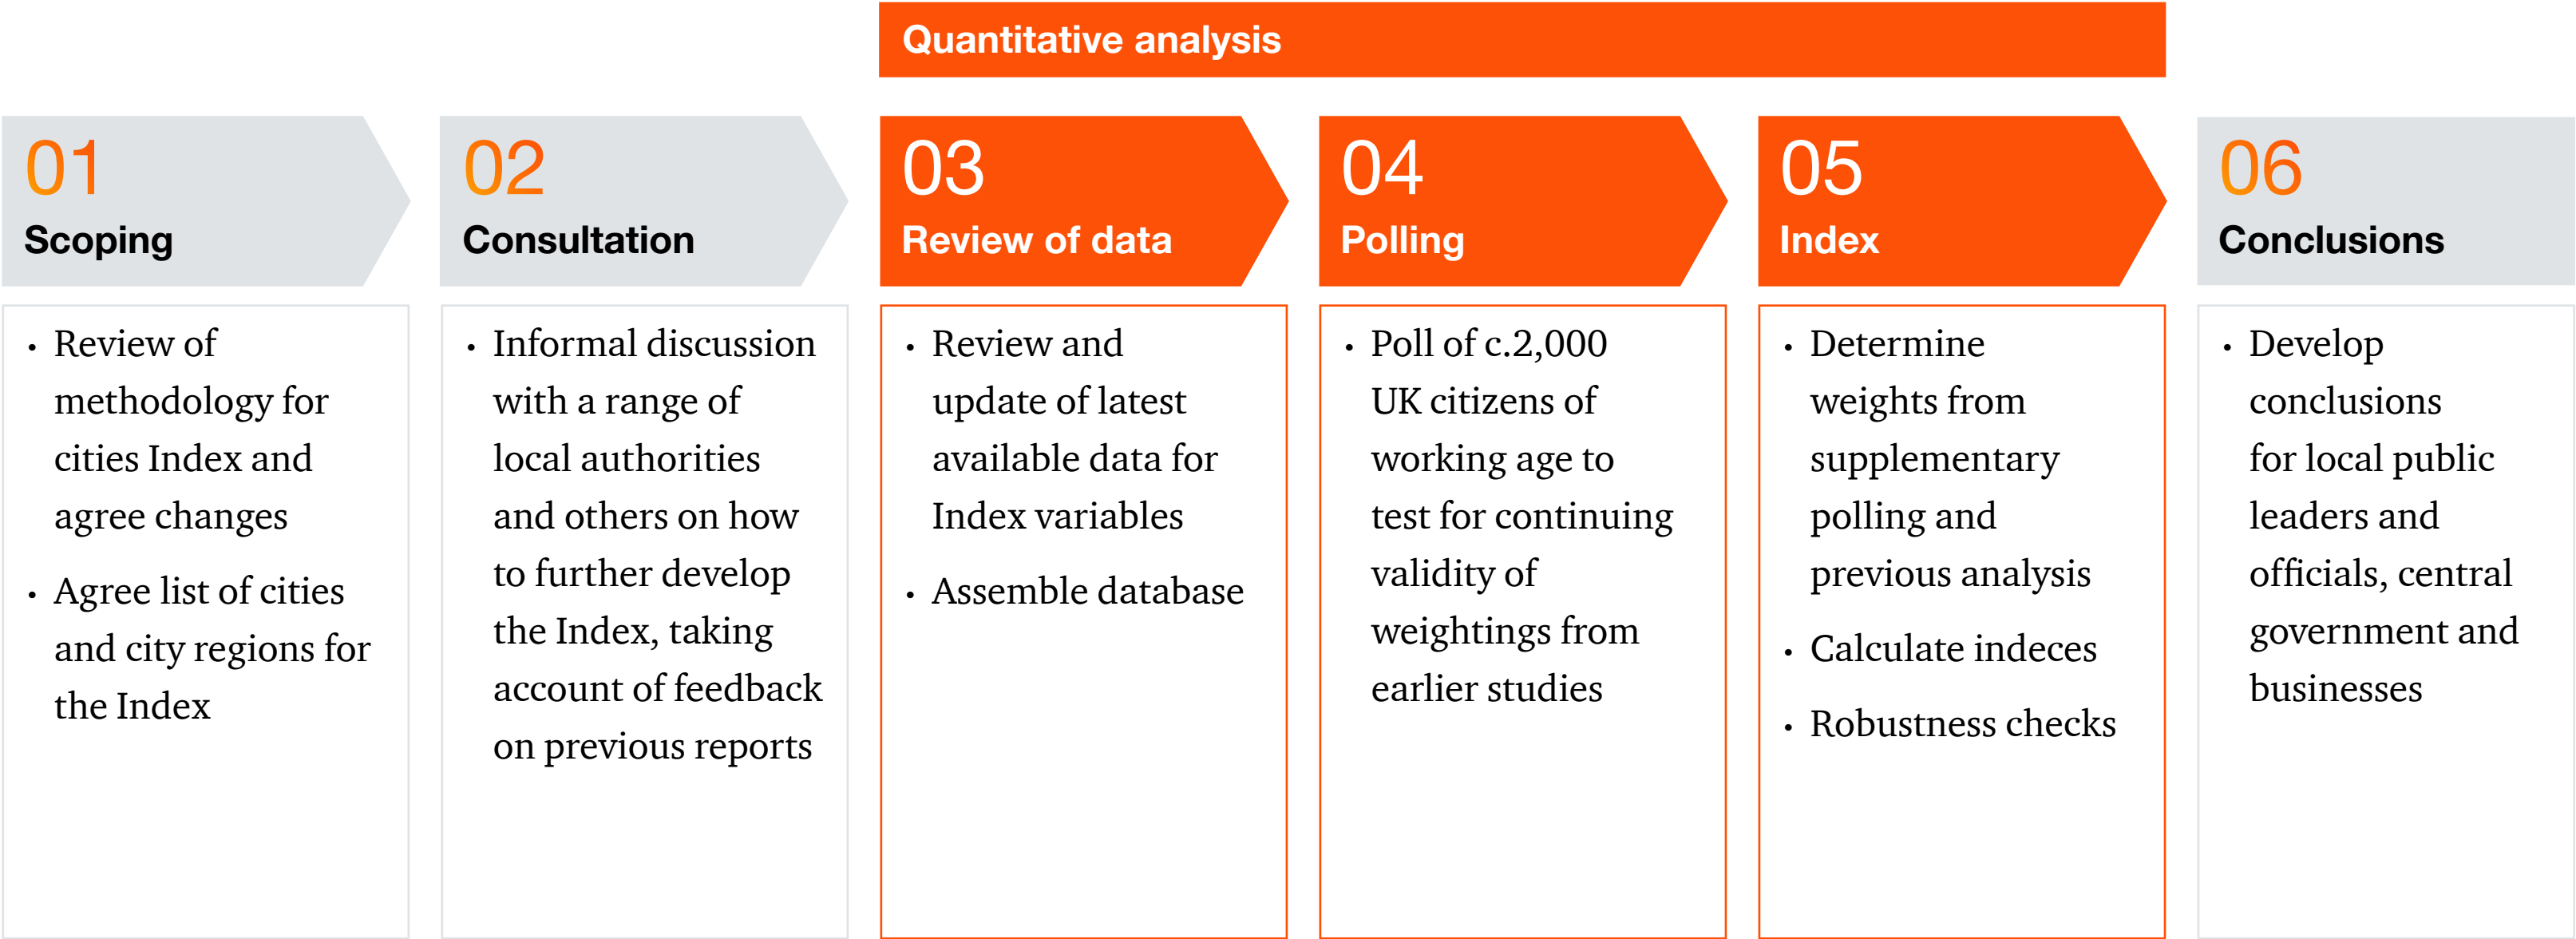 Quantitative analysis
01
Scoping
• Review of
methodology for
cities Index and
agree changes
• Agree list of cities
and city regions for
the Index
02
Consultation
• Informal discussion
with a range of
local authorities
and others on how
to further develop
the Index, taking
account of feedback
on previous reports
03
Review of data
• Review and
update of latest
available data for
Index variables
• Assemble database
04
Polling
• Poll of c.2,000
UK citizens of
working age to
test for continuing
validity of
weightings from
earlier studies
05
Index
• Determine
weights from
supplementary
polling and
previous analysis
• Calculate indeces
• Robustness checks
06
Conclusions
• Develop
conclusions
for local public
leaders and
officials, central
government and
businesses